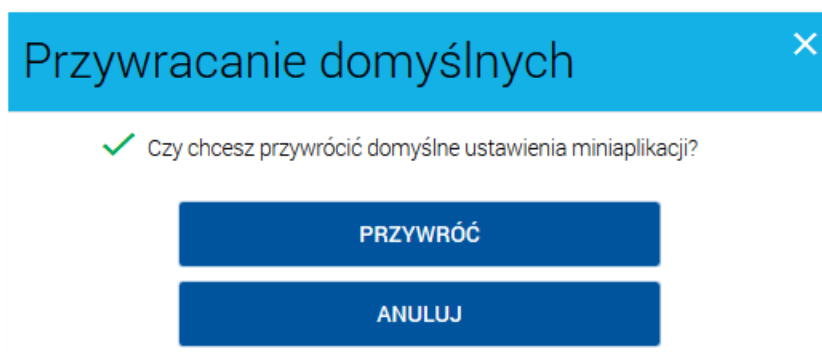 Przywracanie domyślnych
Czy chcesz przywrócić domyślne ustawienia miniaplikacji?
PRZYWRÓĆ
ANULUJ